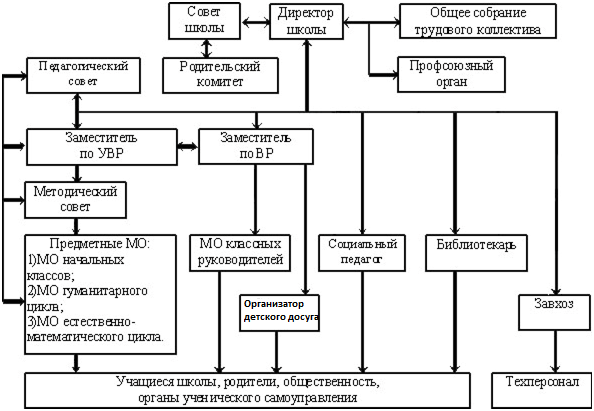 Совет
школы
Директор
школы
Общее собрание
трудового коллектива
Педагогический
совет
Родительский
комитет
Профсоюзный
орган
Заместитель
по УВР
Заместитель
по ВР
Методический
совет
Предметные МО:
1)МО начальных
классов;
2)МО гуманитарного
цикла;
3)МО естественно-
математического цикла.
МО классных
руководителей
Социальный
педагог
Библиотекарь
Организатор
детского досуга
Завхоз
Учащиеся школы, родители, общественность,
органы ученического самоуправления
Техперсонал